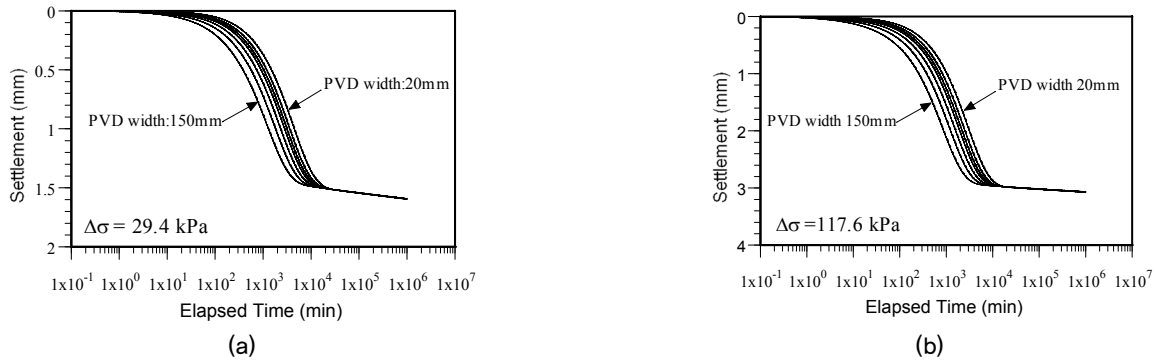 0
0.5
1
1.5
2
Settlement (mm)
PVD width:20mm
PVD width:150mm
Δσ = 29.4 kPa
1x10⁻¹ 1x10⁰ 1x10¹ 1x10² 1x10³ 1x10⁴ 1x10⁵ 1x10⁶ 1x10⁷
Elapsed Time (min)
(a)
0
1
2
3
4
Settlement (mm)
PVD width 20mm
PVD width 150mm
Δσ =117.6 kPa
1x10⁻¹ 1x10⁰ 1x10¹ 1x10² 1x10³ 1x10⁴ 1x10⁵ 1x10⁶ 1x10⁷
Elapsed Time (min)
(b)